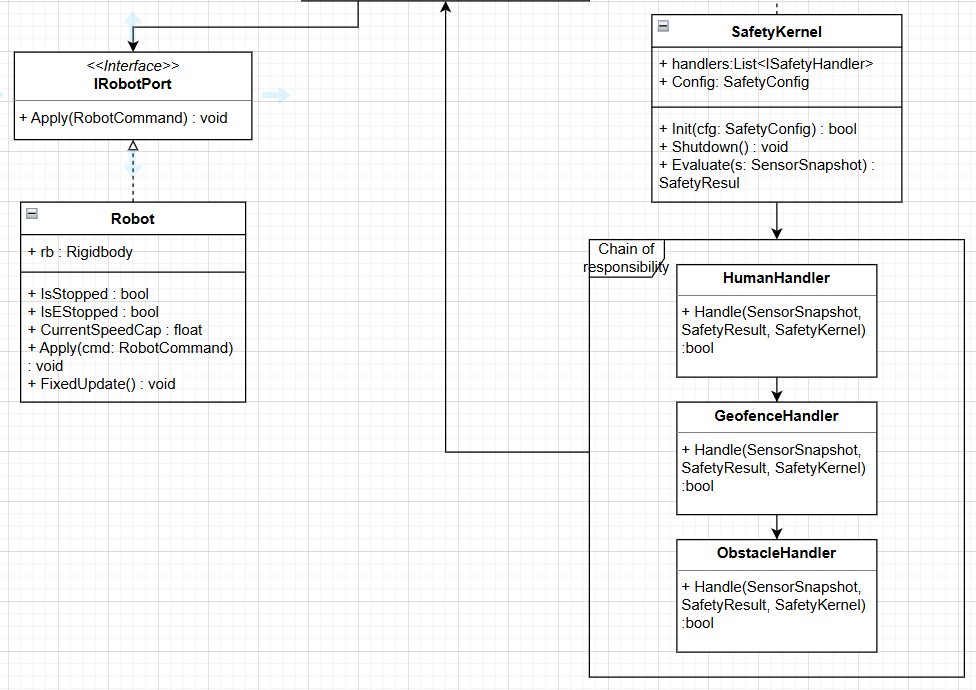 <<Interface>>
IRobotPort
+ Apply(RobotCommand) : void
Robot
+ rb : Rigidbody
+ IsStopped : bool
+ IsEStopped : bool
+ CurrentSpeedCap : float
+ Apply(cmd: RobotCommand)
: void
+ FixedUpdate() : void
SafetyKernel
+ handlers:List<ISafetyHandler>
+ Config: SafetyConfig
+ Init(cfg: SafetyConfig) : bool
+ Shutdown() : void
+ Evaluate(s: SensorSnapshot) :
SafetyResul
Chain of
responsibility
HumanHandler
+ Handle(SensorSnapshot,
SafetyResult, SafetyKernel)
:bool
GeofenceHandler
+ Handle(SensorSnapshot,
SafetyResult, SafetyKernel)
:bool
ObstacleHandler
+ Handle(SensorSnapshot,
SafetyResult, SafetyKernel)
:bool